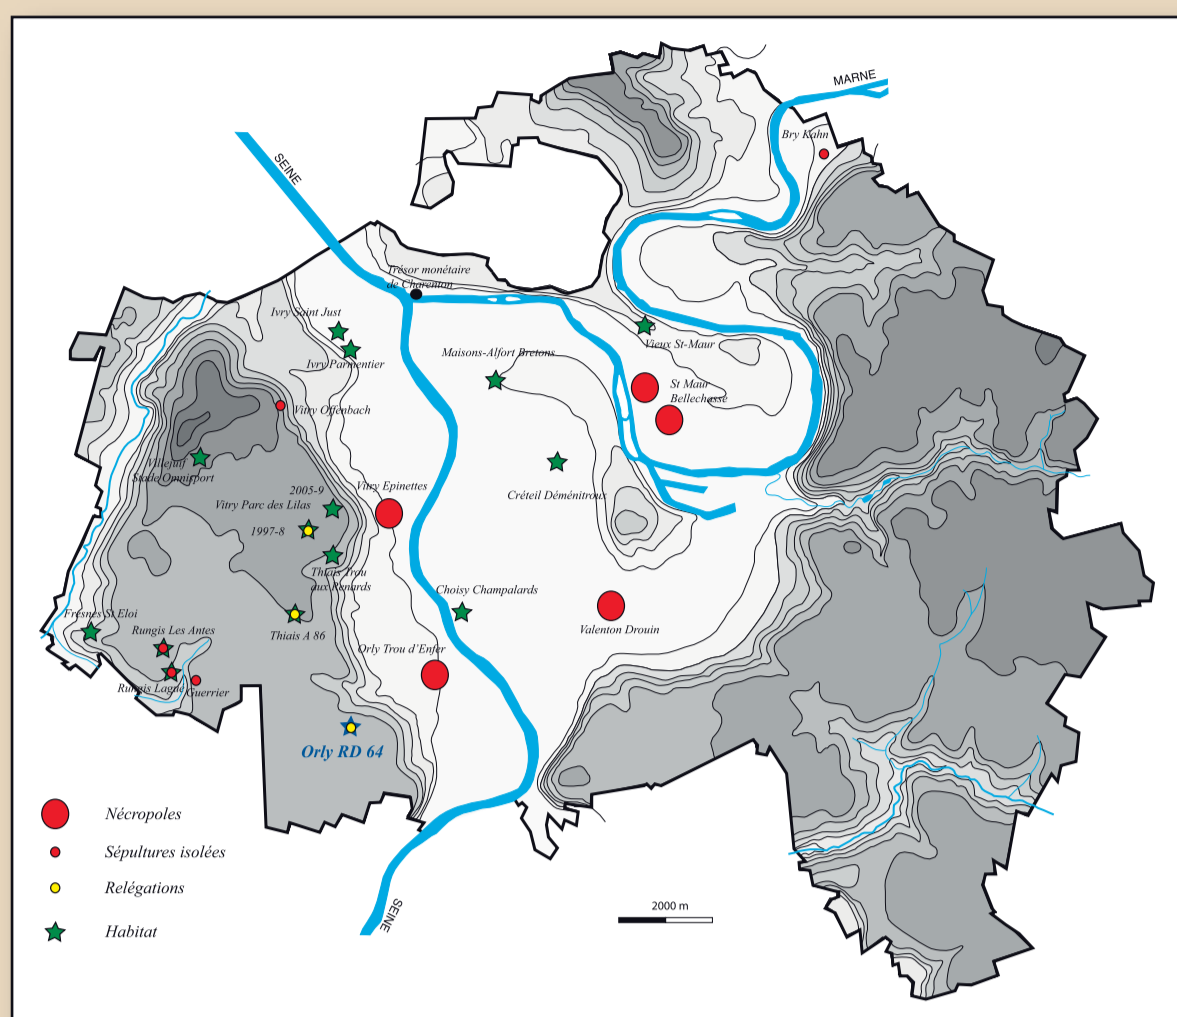 MARNE
Bry Kahn
SEINE
Trésor monétaire
de Charenton
Ivry Saint Just
Ivry Parmentier
Maisons-Alfort Bretons
Vieux St-Maur
St Maur
Bellechasse
Vitry Offenbach
Villejuif
Stade Omnisport
2005-9
Vitry Parc des Lilas
1997-8
Vitry Epinettes
Créteil Déménitroux
Thiais Trou
aux Renards
Choisy Champalards
Fresnes St Eloi
Rungis Les Antes
Thiais A 86
Valenton Drouin
Orly Trou d'Enfer
Rungis Lagué
Guerrier
Orly RD 64
Nécropoles
Sépultures isolées
Relégations
Habitat
2000 m
SEINE